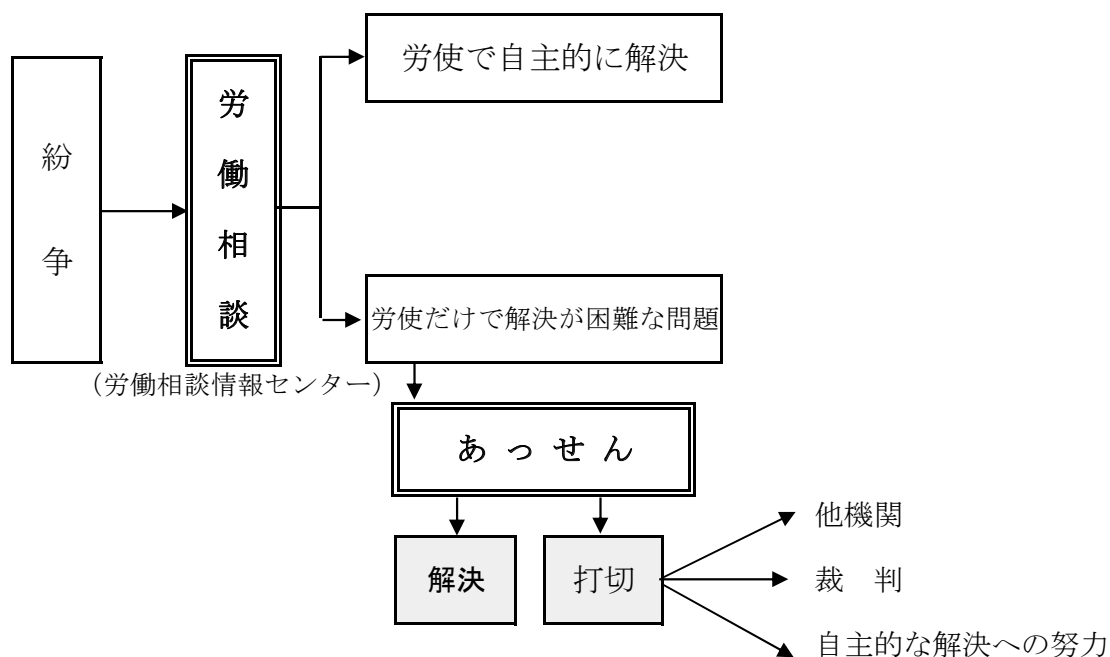 紛争
労働相談
（労働相談情報センター）
労使で自主的に解決
労使だけで解決が困難な問題
あっせん
解決
打切
他機関
裁　判
自主的な解決への努力